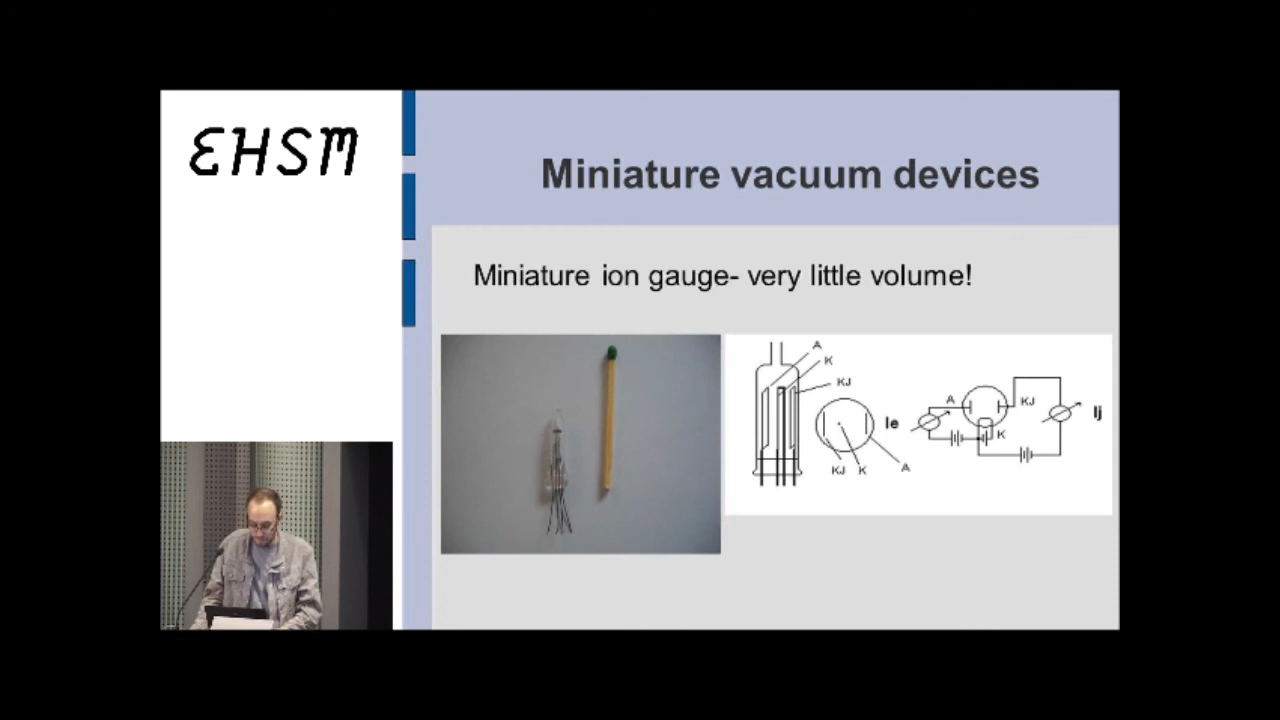 EHSM
Miniature vacuum devices
Miniature ion gauge- very little volume!
A
K
KJ
KJ
K
A
Ie
A
KJ
K
Ij